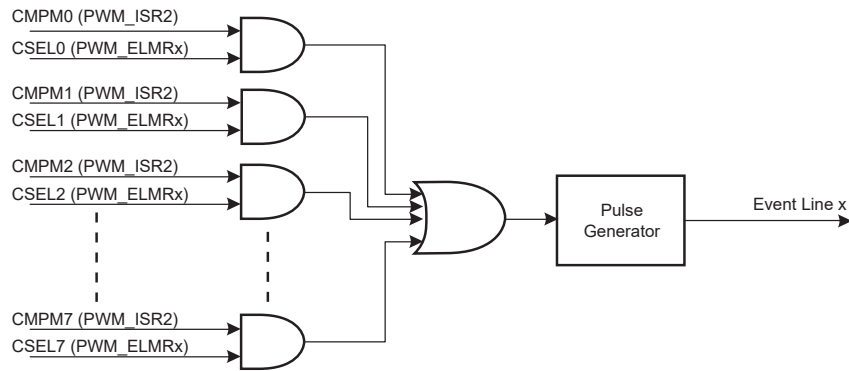 CMPM0 (PWM_ISR2)
CSEL0 (PWM_ELMRx)
CMPM1 (PWM_ISR2)
CSEL1 (PWM_ELMRx)
CMPM2 (PWM_ISR2)
CSEL2 (PWM_ELMRx)
CMPM7 (PWM_ISR2)
CSEL7 (PWM_ELMRx)
Pulse
Generator
Event Line x